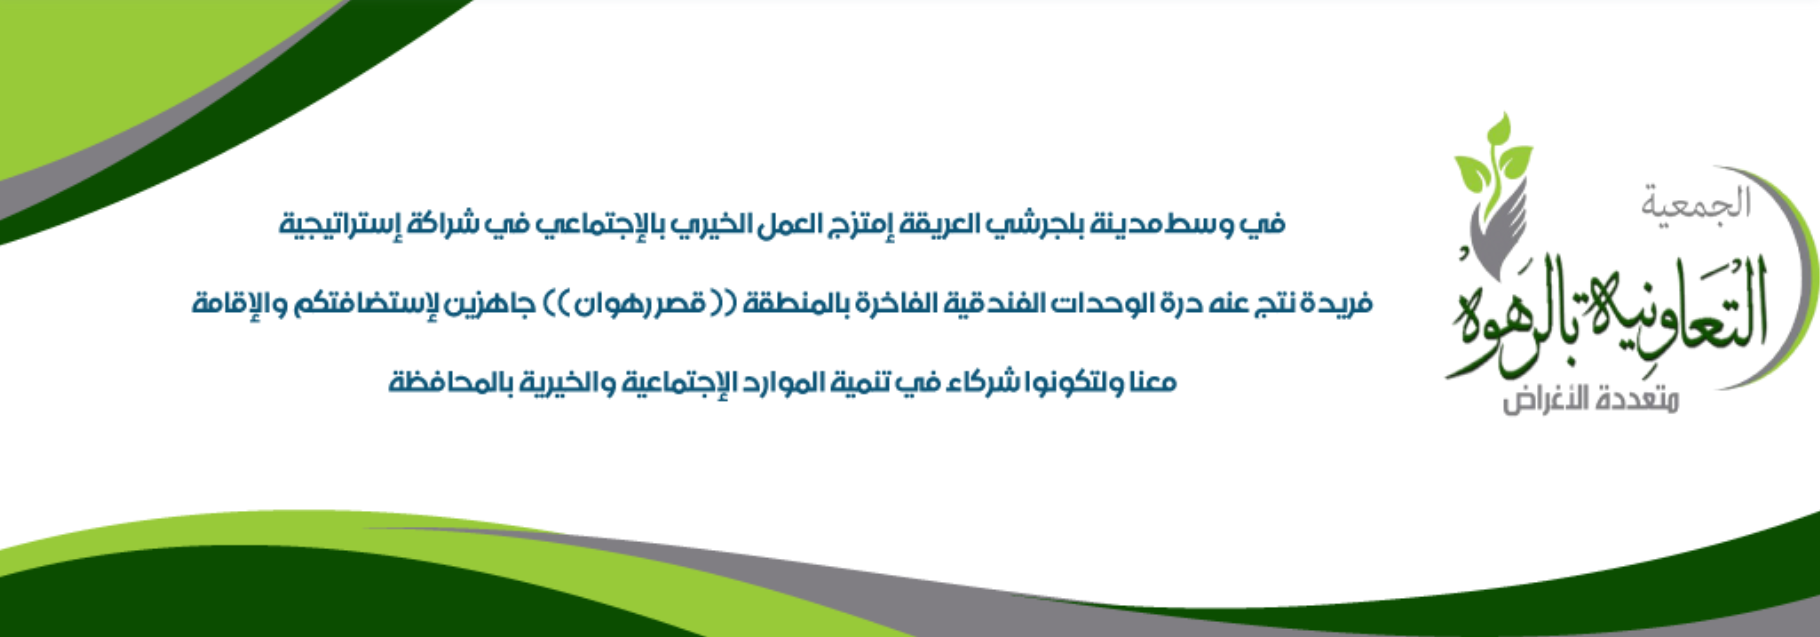 الجمعية
التعاونية بالرهوة
متعددة الأغراض
في وسط مدينة بلجرشي العريقة إمتزج العمل الخيري بالإجتماعي في شراكة إستراتيجية
فريدة نتج عنه درة الوحدات الفندقية الفاخرة بالمنطقة (( قصر رهوان )) جاهزين لإستضافتكم والإقامة
معنا ولتكونوا شركاء في تنمية الموارد الإجتماعية والخيرية بالمحافظة